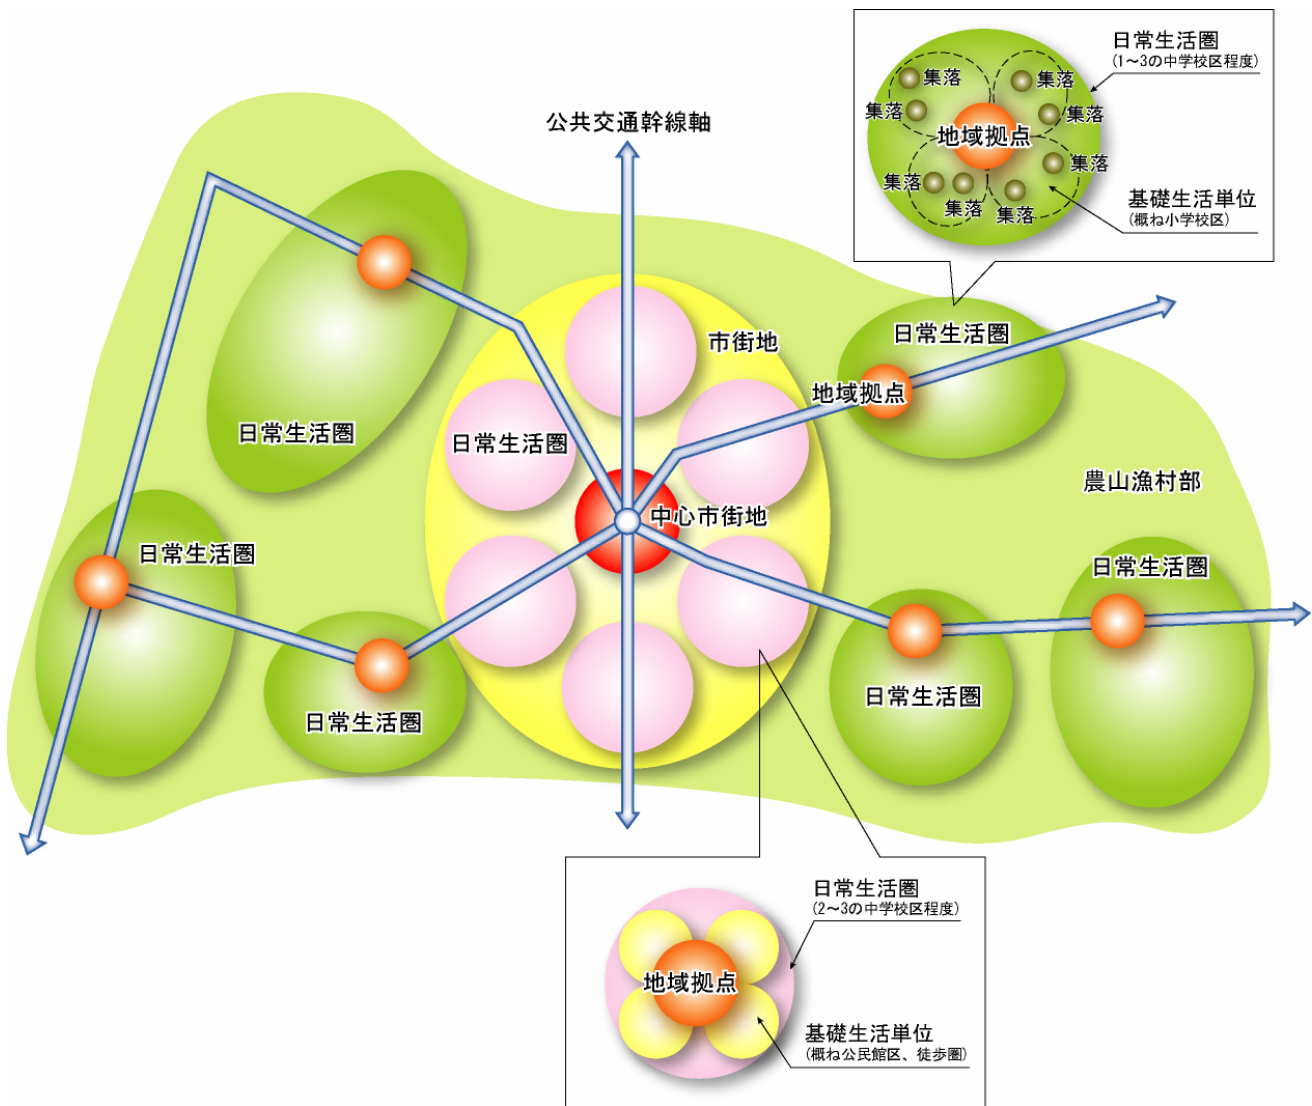 日常生活圏
(1～3の中学校区程度)
集落
集落
集落
集落
地域拠点
集落
集落
集落
集落
基礎生活単位
(概ね小学校区)
公共交通幹線軸
日常生活圏
市街地
地域拠点
日常生活圏
日常生活圏
農山漁村部
中心市街地
日常生活圏
日常生活圏
日常生活圏
日常生活圏
日常生活圏
(2～3の中学校区程度)
地域拠点
基礎生活単位
(概ね公民館区、徒歩圏)